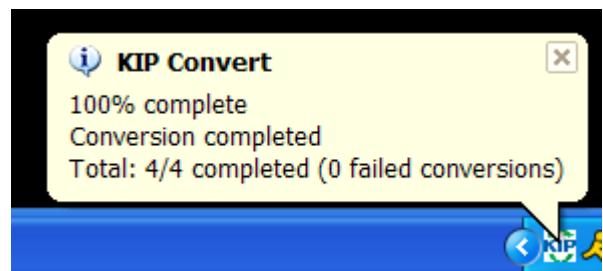 KIP Convert
100% complete
Conversion completed
Total: 4/4 completed (0 failed conversions)
KIP